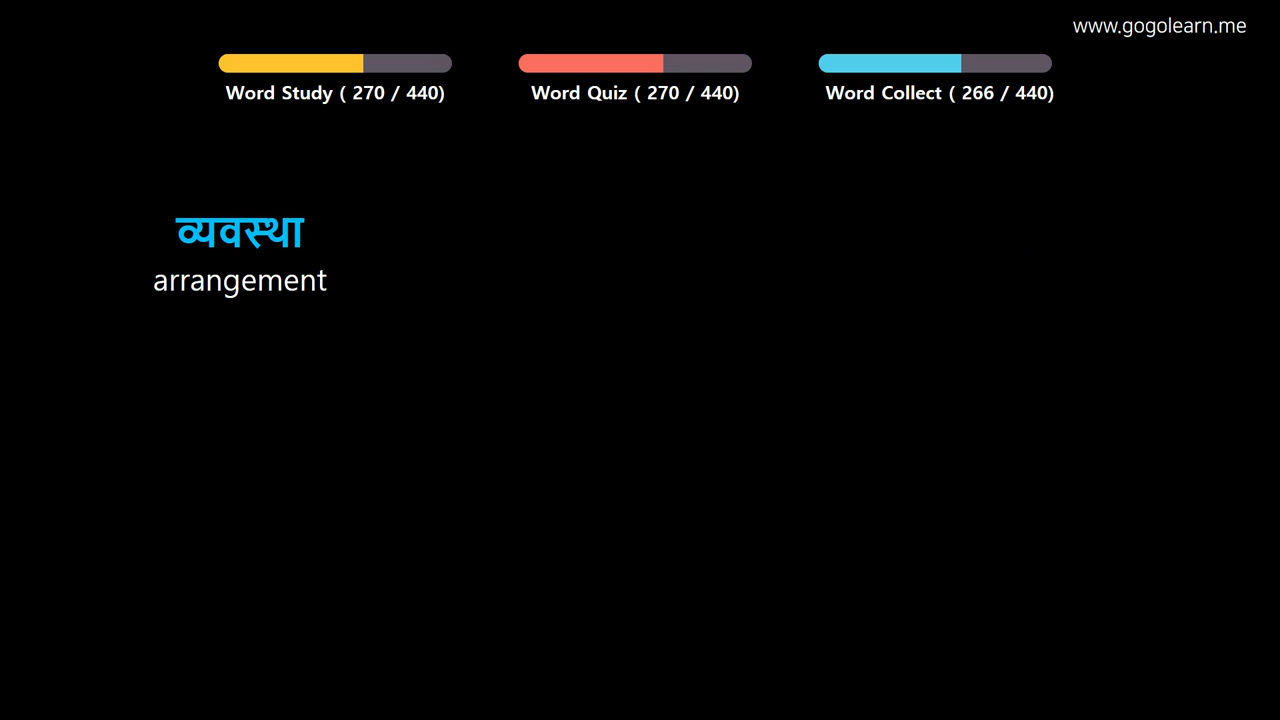 www.gogolearn.me
Word Study ( 270 / 440)
Word Quiz ( 270 / 440)
Word Collect ( 266 / 440)
व्यवस्था
arrangement